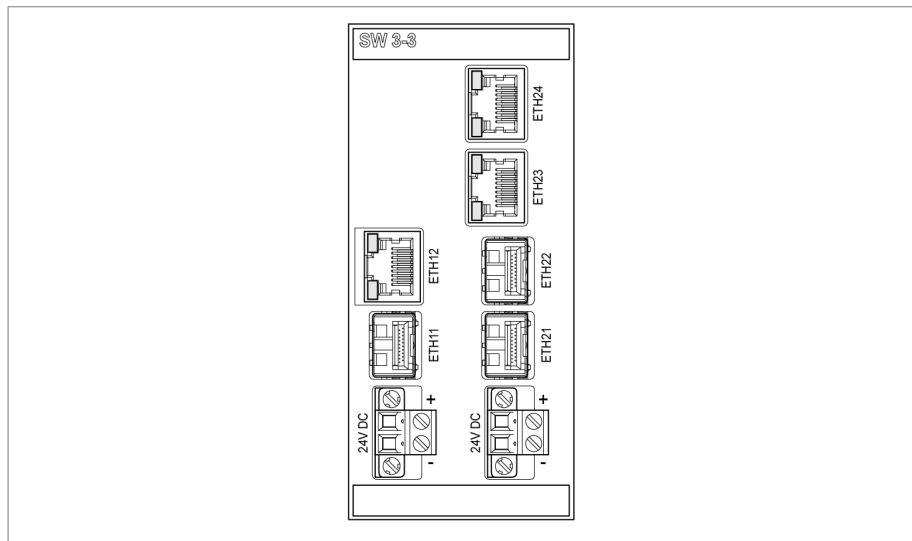 SW 3-3
ETH24
ETH23
ETH12
ETH22
ETH11
ETH21
24V DC
+
-
24V DC
+
-